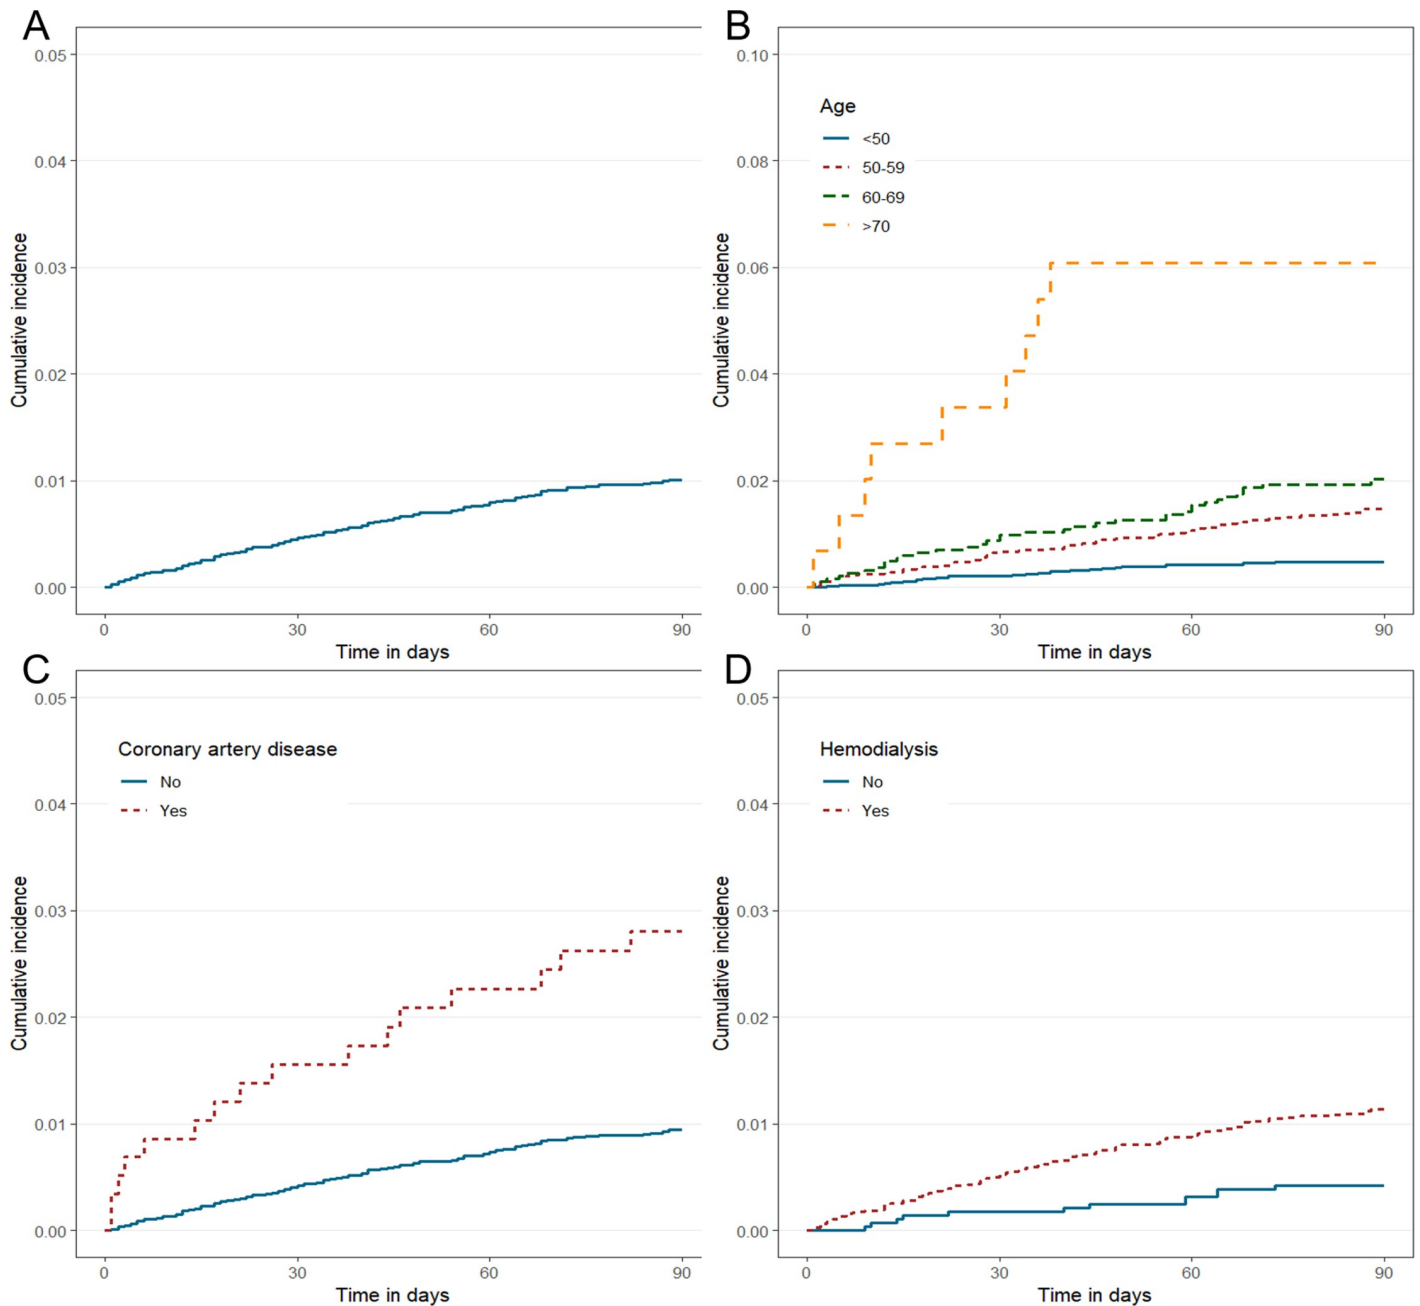 A
Cumulative incidence
0.05
0.04
0.03
0.02
0.01
0.00
0
30
60
90
Time in days
B
Cumulative incidence
0.10
0.08
0.06
0.04
0.02
0.00
Age
<50
50-59
60-69
>70
0
30
60
90
Time in days
C
Cumulative incidence
0.05
0.04
0.03
0.02
0.01
0.00
Coronary artery disease
No
Yes
0
30
60
90
Time in days
D
Cumulative incidence
0.05
0.04
0.03
0.02
0.01
0.00
Hemodialysis
No
Yes
0
30
60
90
Time in days